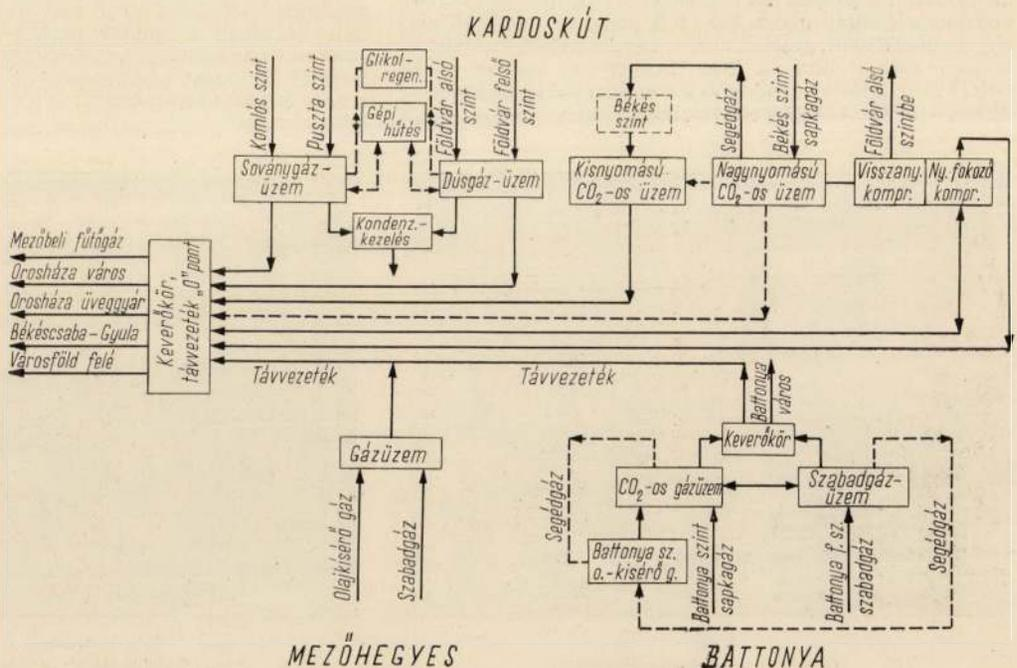 KARDOSKÚT
Komlós szint
Puszta szint
Glikol-
regen.
Gépi
hűtés
Földvár alsó
szint
Földvár felső
szint
Soványgáz-
üzem
Dúsgáz-üzem
Kondenz.-
kezelés
Békés
szint
Segédgáz
Békés szint
sapkagáz
Földvár alsó
szintbe
Kisnyomású
CO₂-os üzem
Nagynyomású
CO₂-os üzem
Visszany.
kompr.
Ny. fokozó
kompr.
Mezőbeli fűtőgáz
Orosháza város
Orosháza üveggyár
Békéscsaba-Gyula
Városföld felé
Keverőkör,
távvezeték „0” pont
Távvezeték
Távvezeték
Battonya
város
Keverőkör
Gázüzem
Olajkisérő gáz
Szabadgáz
Segédgáz
CO₂-os gázüzem
Szabadgáz-
üzem
Segédgáz
Battonya sz.
o.-kisérő g.
Battonya szint
sapkagáz
Battonya f. sz.
szabadgáz
MEZŐHEGYES
BATTONYA